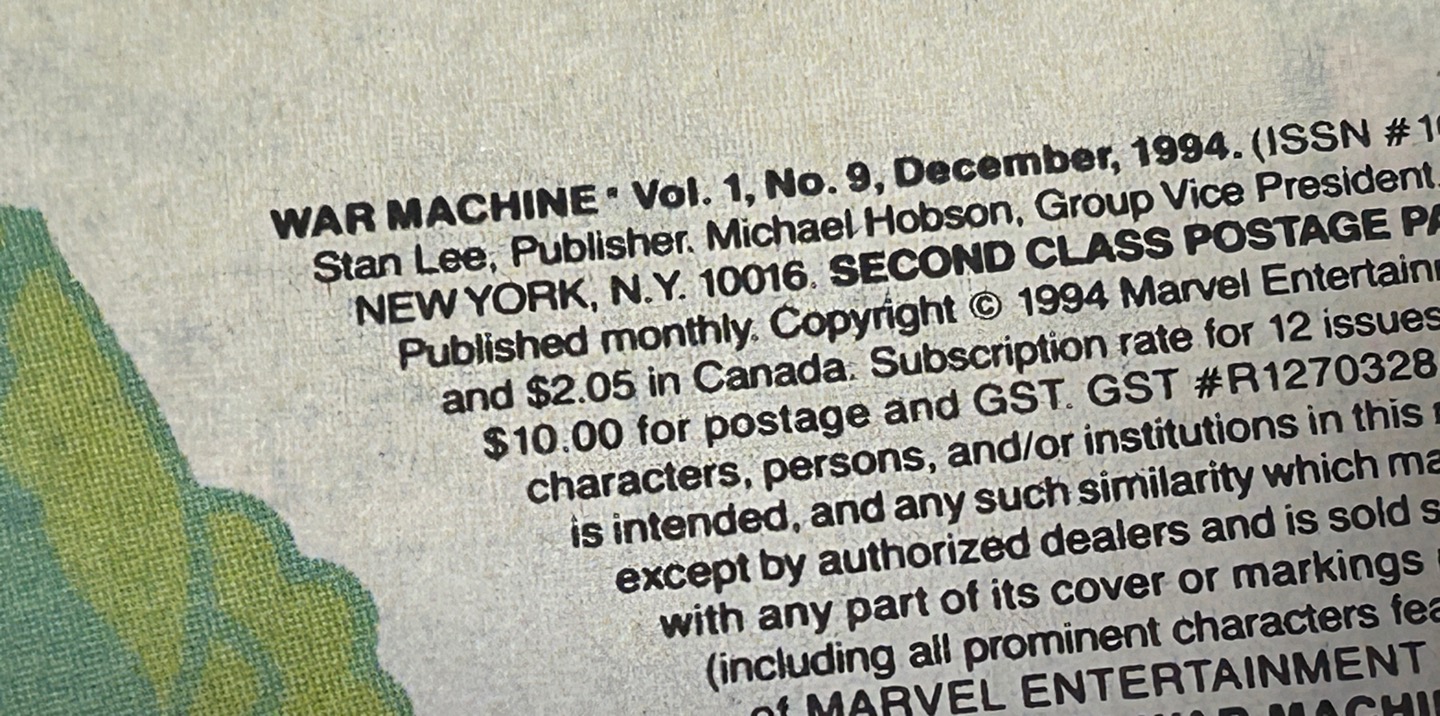 WAR MACHINE • Vol. 1, No. 9, December, 1994. (ISSN #
Stan Lee, Publisher. Michael Hobson, Group Vice President.
NEW YORK, N.Y. 10016. SECOND CLASS POSTAGE
Published monthly. Copyright © 1994 Marvel
and $2.05 in Canada. Subscription rate for 12 issues
$10.00 for postage and GST. GST #R1270328
characters, persons, and/or institutions in this
is intended, and any such similarity which
except by authorized dealers and is sold
with any part of its cover or markings
(including all prominent characters
of MARVEL ENTERTAINMENT
WAR